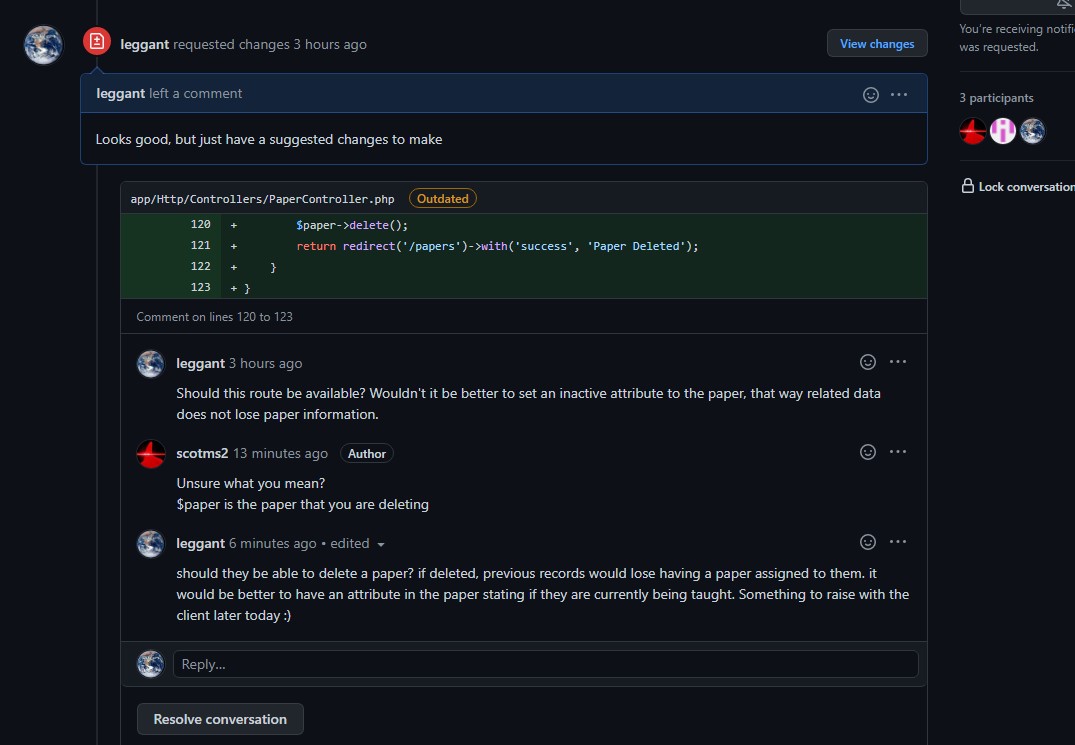 leggant requested changes 3 hours ago
View changes
leggant left a comment
Looks good, but just have a suggested changes to make
app/Http/Controllers/PaperController.php Outdated
120 + $paper->delete();
121 + return redirect('/papers')->with('success', 'Paper Deleted');
122 + }
123 + }
Comment on lines 120 to 123
leggant 3 hours ago
Should this route be available? Wouldn't it be better to set an inactive attribute to the paper, that way related data
does not lose paper information.
scotms2 13 minutes ago Author
Unsure what you mean?
$paper is the paper that you are deleting
leggant 6 minutes ago • edited
should they be able to delete a paper? if deleted, previous records would lose having a paper assigned to them. it
would be better to have an attribute in the paper stating if they are currently being taught. Something to raise with the
client later today :)
Reply...
Resolve conversation
You're receiving notifi
was requested.
3 participants
Lock conversation